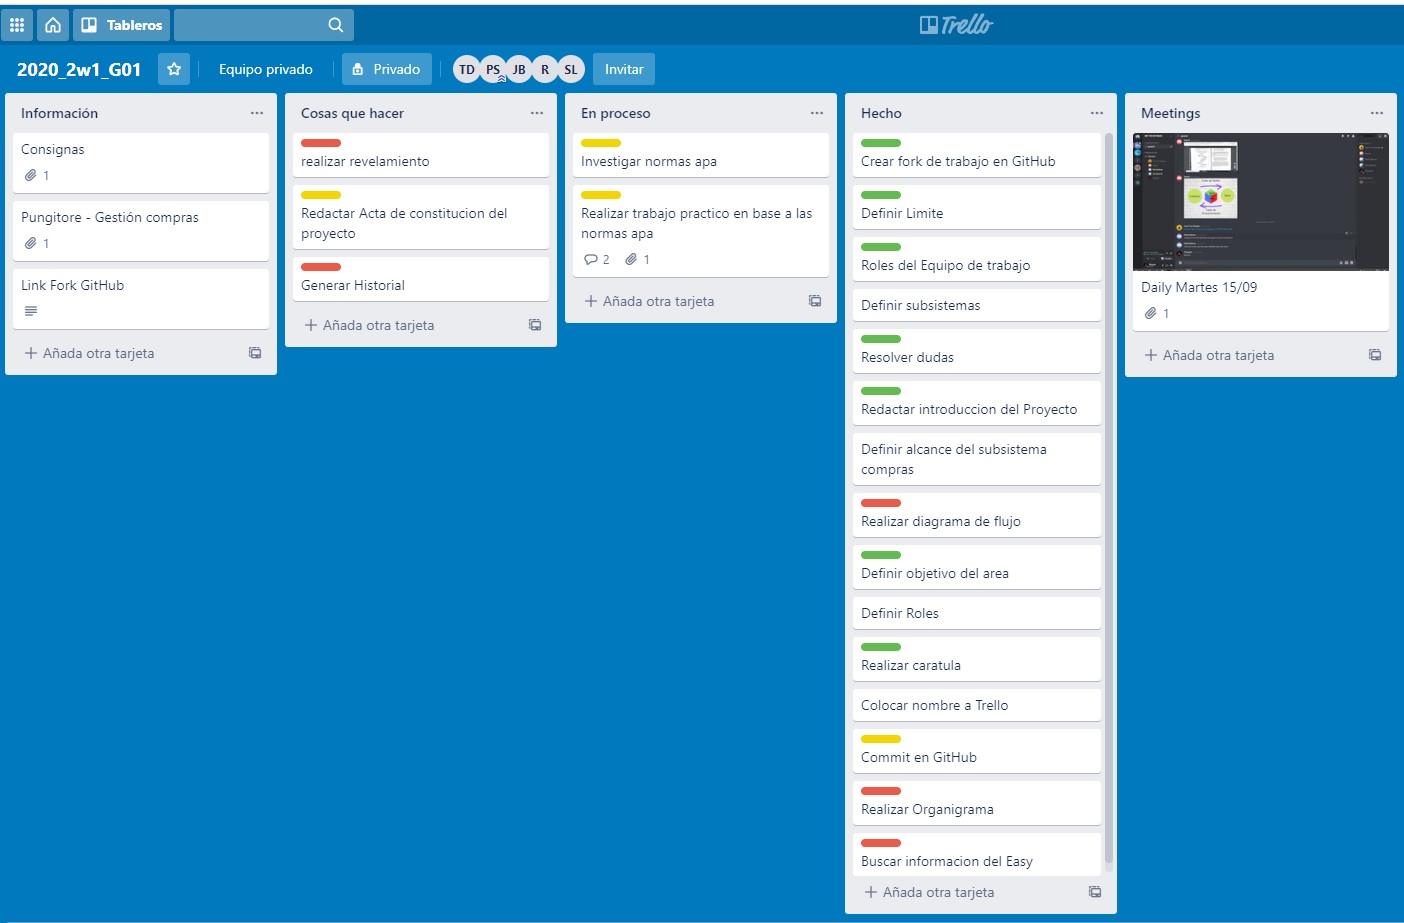 Tableros
Trello
2020_2w1_G01
Equipo privado
Privado
TD
PS
JB
R
SL
Invitar
Información
Consignas
1
Pungitore - Gestión compras
1
Link Fork GitHub
Añada otra tarjeta
Cosas que hacer
realizar revelamiento
Redactar Acta de constitucion del
proyecto
Generar Historial
Añada otra tarjeta
En proceso
Investigar normas apa
Realizar trabajo practico en base a las
normas apa
2
1
Añada otra tarjeta
Hecho
Crear fork de trabajo en GitHub
Definir Limite
Roles del Equipo de trabajo
Definir subsistemas
Resolver dudas
Redactar introduccion del Proyecto
Definir alcance del subsistema
compras
Realizar diagrama de flujo
Definir objetivo del area
Definir Roles
Realizar caratula
Colocar nombre a Trello
Commit en GitHub
Realizar Organigrama
Buscar informacion del Easy
Añada otra tarjeta
Meetings
Daily Martes 15/09
1
Añada otra tarjeta